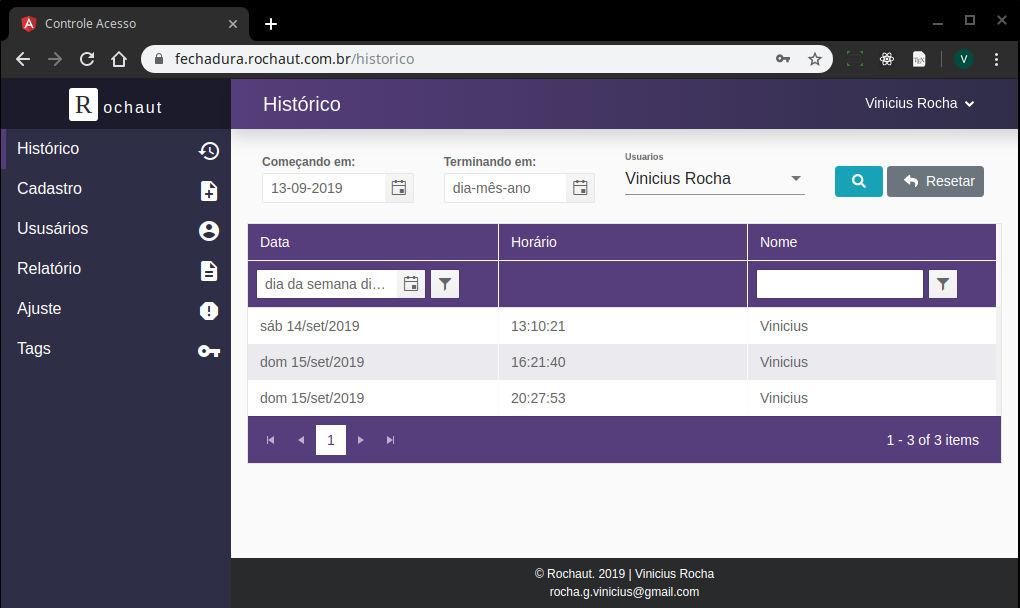 Controle Acesso
fechadura.rochaut.com.br/historico
V
R ochaut
Histórico
Vinicius Rocha
Histórico
Cadastro
Ususários
Relatório
Ajuste
Tags
Começando em:
Terminando em:
Usuarios
13-09-2019
dia-mês-ano
Vinicius Rocha
Resetar
Data Horário Nome
dia da semana di...
sáb 14/set/2019 13:10:21 Vinicius
dom 15/set/2019 16:21:40 Vinicius
dom 15/set/2019 20:27:53 Vinicius
1
1 - 3 of 3 items
© Rochaut. 2019 | Vinicius Rocha
rocha.g.vinicius@gmail.com